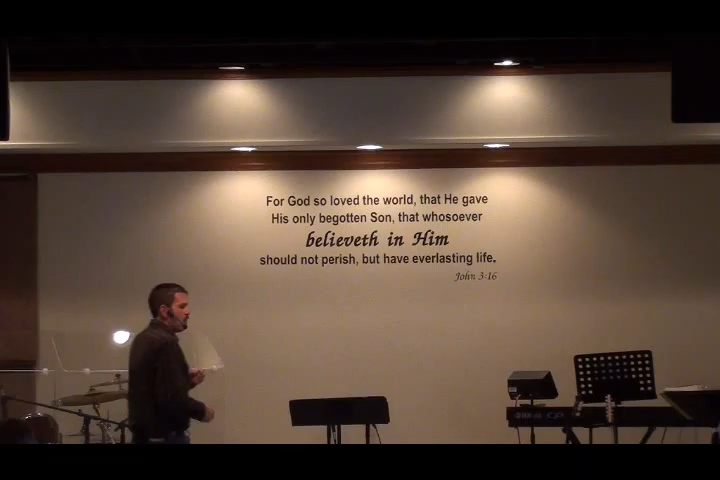 For God so loved the world, that He gave
His only begotten Son, that whosoever
believeth in Him
should not perish, but have everlasting life.
John 3:16